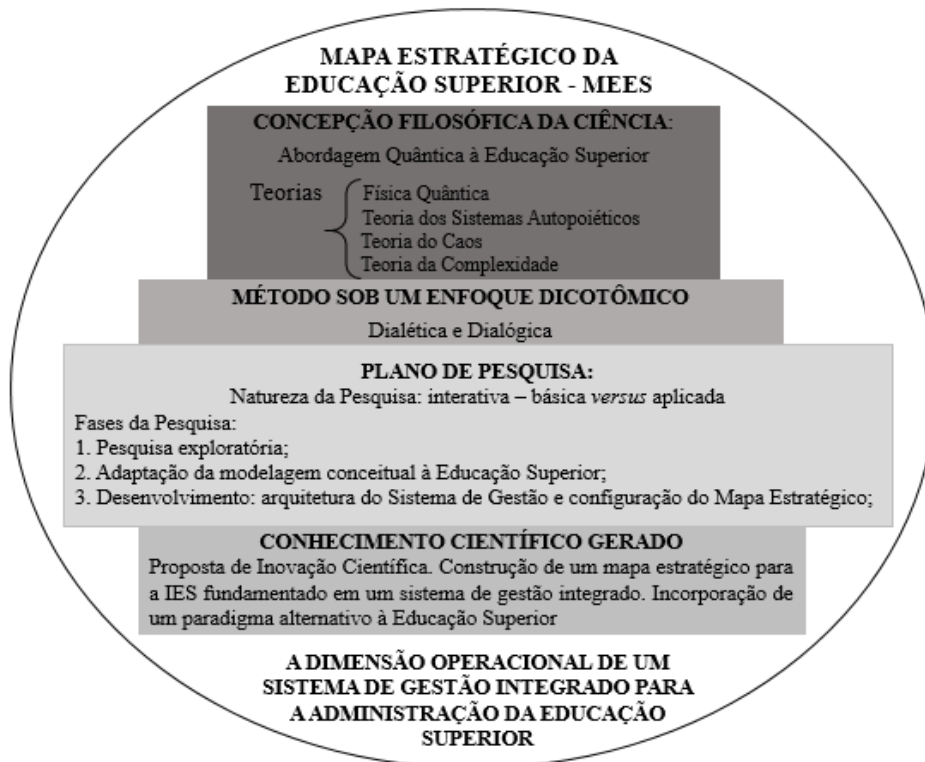 MAPA ESTRATÉGICO DA
EDUCAÇÃO SUPERIOR - MEES
CONCEPÇÃO FILOSÓFICA DA CIÊNCIA:
Abordagem Quântica à Educação Superior
Teorias
Física Quântica
Teoria dos Sistemas Autopoiéticos
Teoria do Caos
Teoria da Complexidade
MÉTODO SOB UM ENFOQUE DICOTÔMICO
Dialética e Dialógica
PLANO DE PESQUISA:
Natureza da Pesquisa: interativa – básica versus aplicada
Fases da Pesquisa:
1. Pesquisa exploratória;
2. Adaptação da modelagem conceitual à Educação Superior;
3. Desenvolvimento: arquitetura do Sistema de Gestão e configuração do Mapa Estratégico;
CONHECIMENTO CIENTÍFICO GERADO
Proposta de Inovação Científica. Construção de um mapa estratégico para
a IES fundamentado em um sistema de gestão integrado. Incorporação de
um paradigma alternativo à Educação Superior
A DIMENSÃO OPERACIONAL DE UM
SISTEMA DE GESTÃO INTEGRADO PARA
A ADMINISTRAÇÃO DA EDUCAÇÃO
SUPERIOR